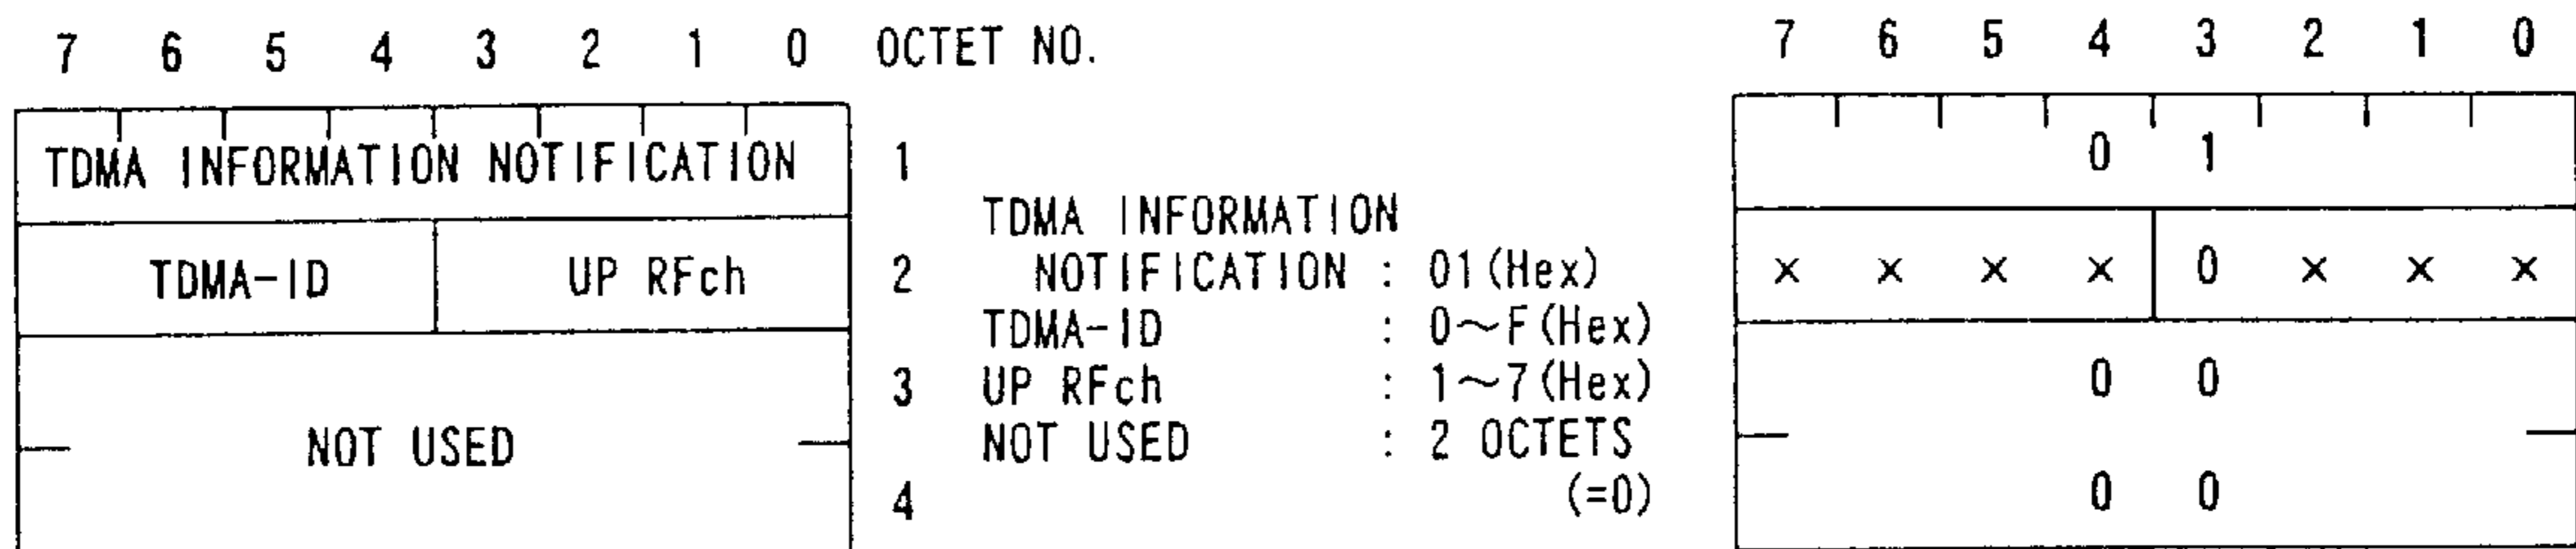 7 6 5 4 3 2 1 0 OCTET NO. 7 6 5 4 3 2 1 0
TDMA INFORMATION NOTIFICATION 1 0 1
TDMA INFORMATION
TDMA-ID UP RFch 2 NOTIFICATION : 01(Hex) × × × × 0 × × ×
TDMA-ID : 0~F(Hex)
3 UP RFch : 1~7(Hex) 0 0
NOT USED NOT USED : 2 OCTETS
4 (=0) 0 0